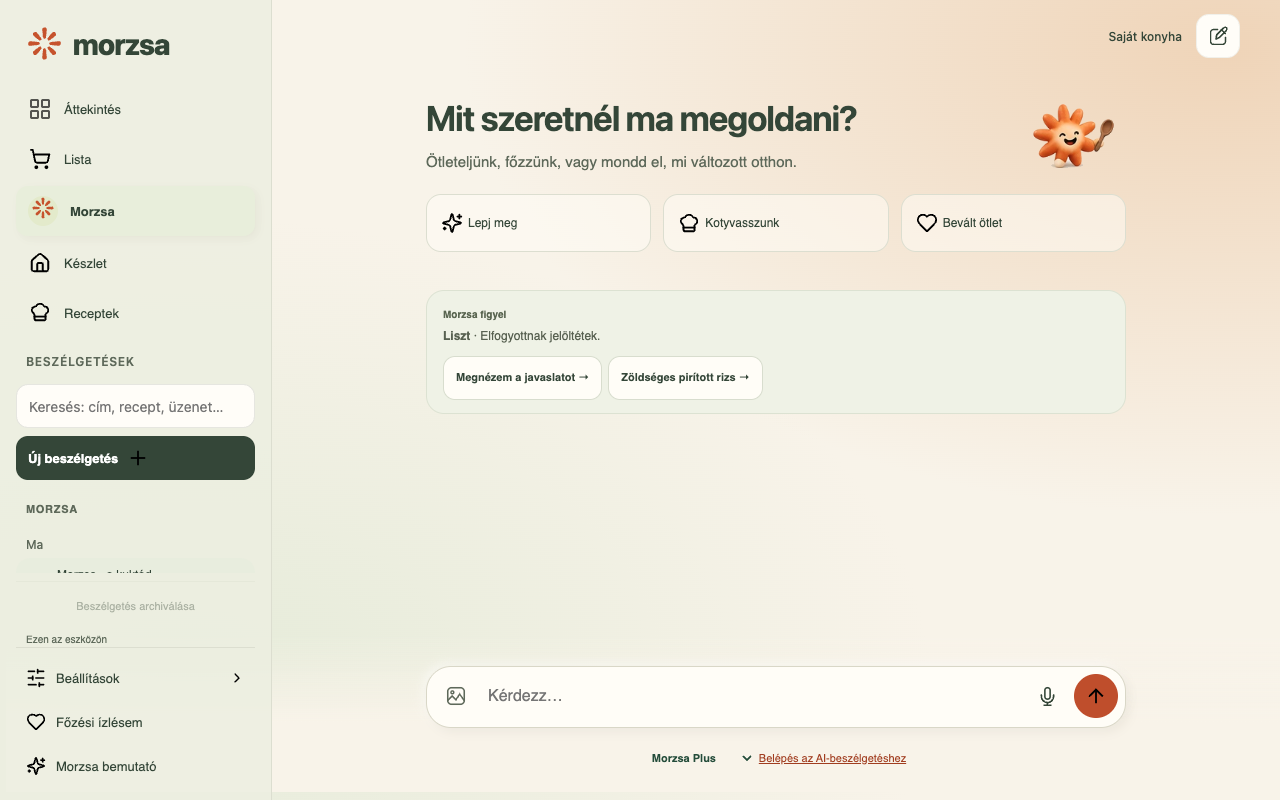 morzsa
Áttekintés
Lista
Morzsa
Készlet
Receptek
BESZÉLGETÉSEK
Keresés: cím, recept, üzenet...
Új beszélgetés
MORZSA
Ma
Beszélgetés archiválása
Ezen az eszközön
Beállítások
Főzési ízlésem
Morzsa bemutató
Saját konyha
Mit szeretnél ma megoldani?
Ötleteljünk, főzzünk, vagy mondd el, mi változott otthon.
Lepj meg
Kotyvasszunk
Bevált ötlet
Morzsa figyel
Liszt · Elfogyottnak jelöltétek.
Megnézem a javaslatot →
Zöldséges pirított rizs →
Kérdezz...
Morzsa Plus
Belépés az AI-beszélgetéshez